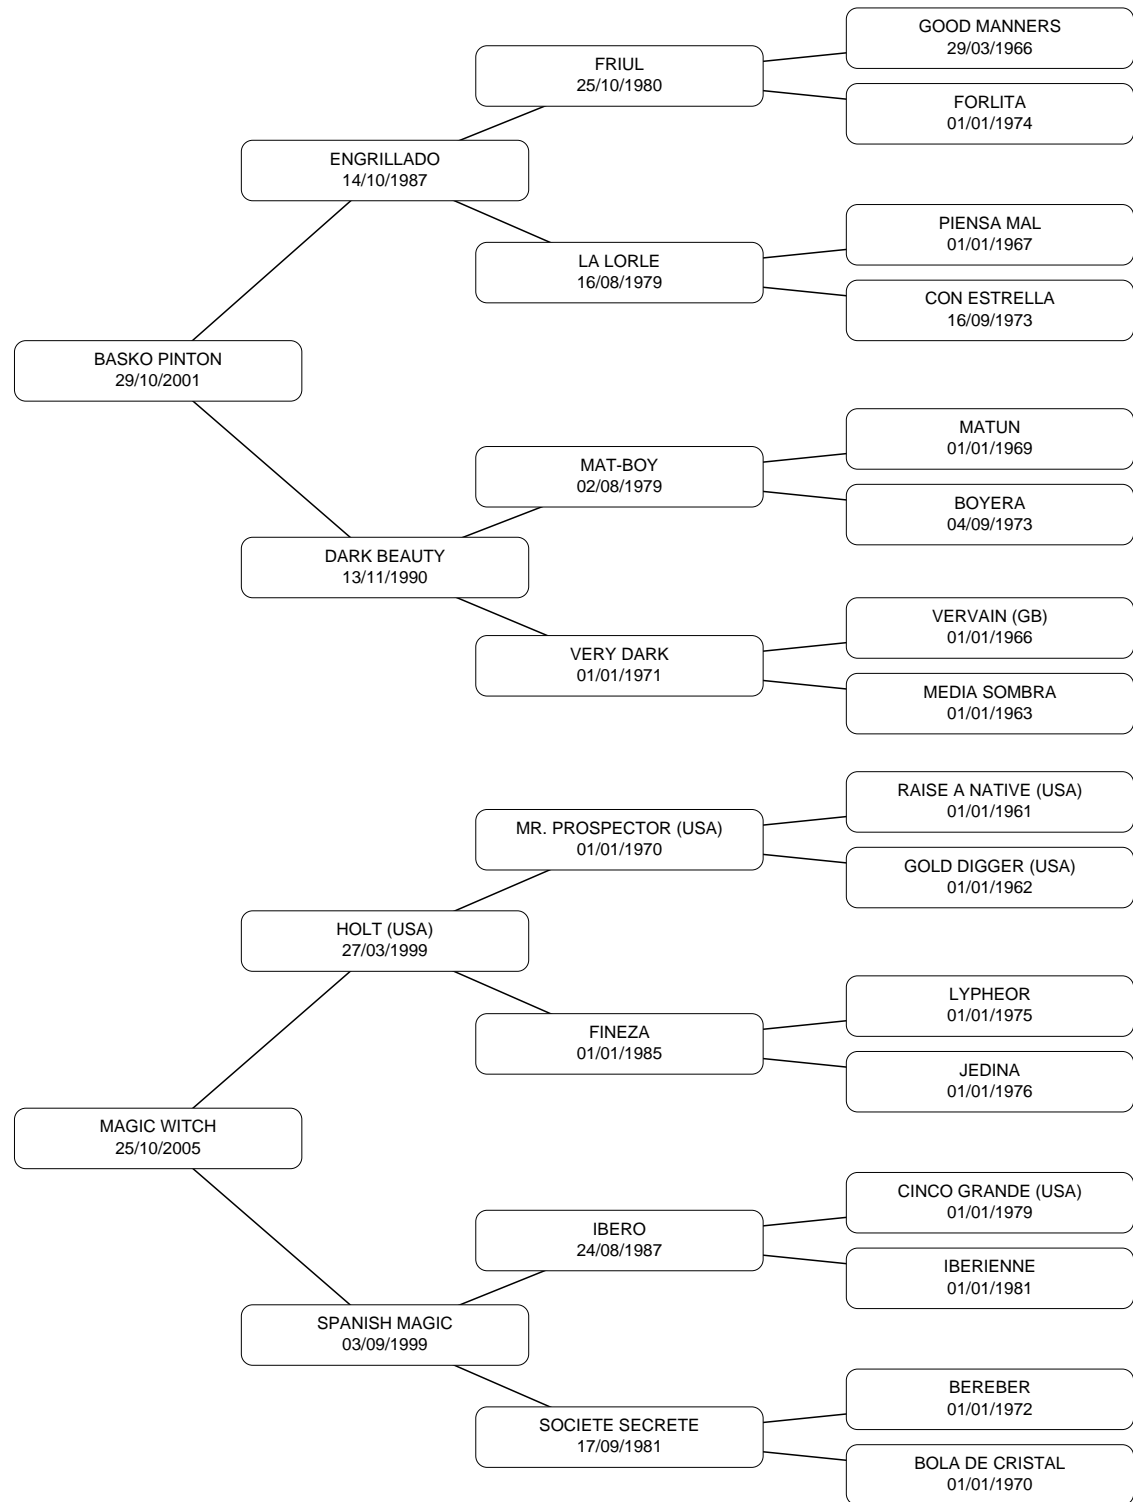 GOOD MANNERS
29/03/1966
FRIUL
25/10/1980
FORLITA
01/01/1974
ENGRILLADO
14/10/1987
PIENSA MAL
01/01/1967
LA LORLE
16/08/1979
CON ESTRELLA
16/09/1973
BASKO PINTON
29/10/2001
MATUN
01/01/1969
MAT-BOY
02/08/1979
BOYERA
04/09/1973
DARK BEAUTY
13/11/1990
VERVAIN (GB)
01/01/1966
VERY DARK
01/01/1971
MEDIA SOMBRA
01/01/1963
RAISE A NATIVE (USA)
01/01/1961
MR. PROSPECTOR (USA)
01/01/1970
GOLD DIGGER (USA)
01/01/1962
HOLT (USA)
27/03/1999
LYPHEOR
01/01/1975
FINEZA
01/01/1985
JEDINA
01/01/1976
MAGIC WITCH
25/10/2005
CINCO GRANDE (USA)
01/01/1979
IBERO
24/08/1987
IBERIENNE
01/01/1981
SPANISH MAGIC
03/09/1999
BEREBER
01/01/1972
SOCIETE SECRETE
17/09/1981
BOLA DE CRISTAL
01/01/1970